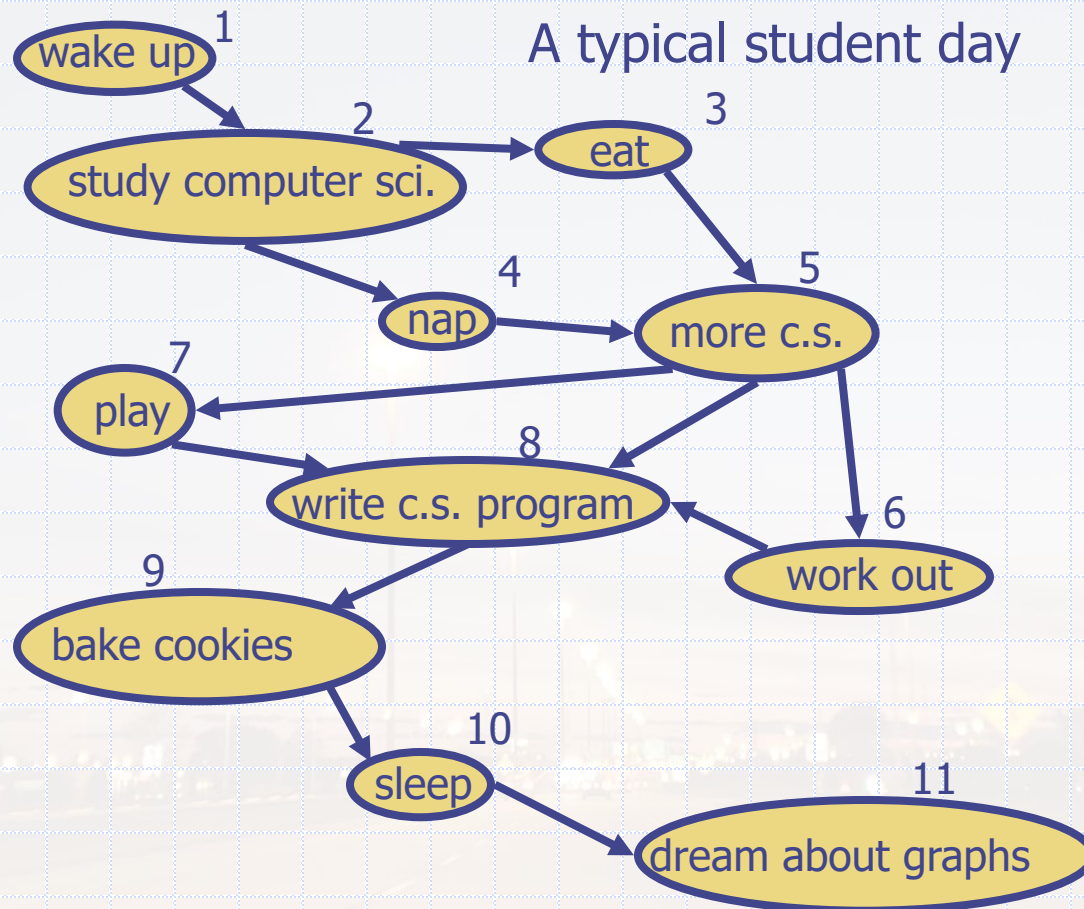 A typical student day
1
wake up
2
study computer sci.
3
eat
4
nap
5
more c.s.
7
play
8
write c.s. program
6
work out
9
bake cookies
10
sleep
11
dream about graphs